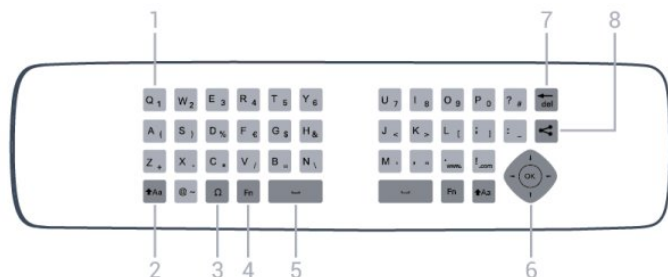 1 7 8
Q 1 W 2 E 3 R 4 T 5 Y 6 U 7 I 8 O 9 P 0 ? # del
A ( S ) D % F € G $ H & J < K > L [ ; ] : _
Z + X - C * V / B " N \ M ' , " . www. ! .com
Aa @ ~ Ω Fn Fn Aa OK
2 3 4 5 6